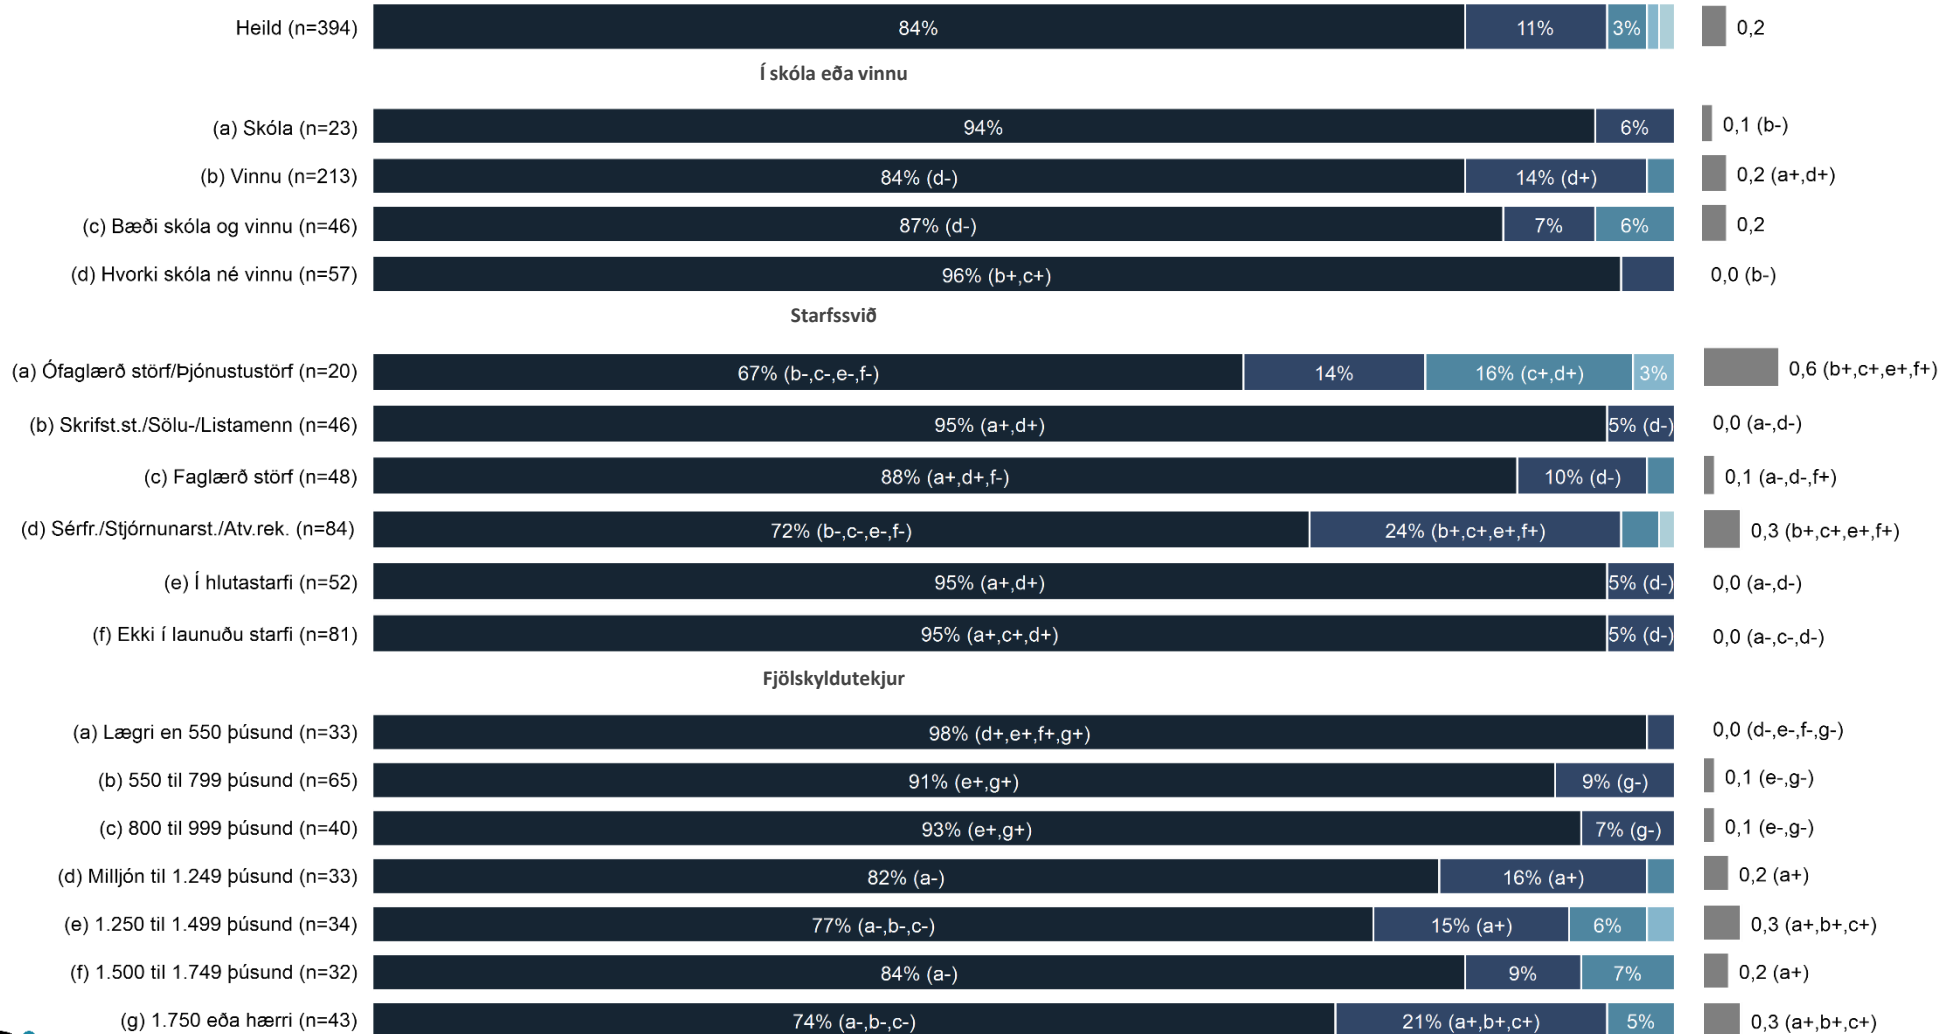 Heild (n=394) 84% 11% 3% 0,2
Í skóla eða vinnu
(a) Skóla (n=23) 94% 6% 0,1 (b-)
(b) Vinnu (n=213) 84% (d-) 14% (d+) 0,2 (a+,d+)
(c) Bæði skóla og vinnu (n=46) 87% (d-) 7% 6% 0,2
(d) Hvorki skóla né vinnu (n=57) 96% (b+,c+) 0,0 (b-)
Starfssvið
(a) Ófaglærð störf/Þjónustustörf (n=20) 67% (b-,c-,e-,f-) 14% 16% (c+,d+) 3% 0,6 (b+,c+,e+,f+)
(b) Skrifst.st./Sölu-/Listamenn (n=46) 95% (a+,d+) 5% (d-) 0,0 (a-,d-)
(c) Faglærð störf (n=48) 88% (a+,d+,f-) 10% (d-) 0,1 (a-,d-,f+)
(d) Sérfr./Stjórnunarst./Atv.rek. (n=84) 72% (b-,c-,e-,f-) 24% (b+,c+,e+,f+) 0,3 (b+,c+,e+,f+)
(e) Í hlutastarfi (n=52) 95% (a+,d+) 5% (d-) 0,0 (a-,d-)
(f) Ekki í launuðu starfi (n=81) 95% (a+,c+,d+) 5% (d-) 0,0 (a-,c-,d-)
Fjölskyldutekjur
(a) Lægri en 550 þúsund (n=33) 98% (d+,e+,f+,g+) 0,0 (d-,e-,f-,g-)
(b) 550 til 799 þúsund (n=65) 91% (e+,g+) 9% (g-) 0,1 (e-,g-)
(c) 800 til 999 þúsund (n=40) 93% (e+,g+) 7% (g-) 0,1 (e-,g-)
(d) Milljón til 1.249 þúsund (n=33) 82% (a-) 16% (a+) 0,2 (a+)
(e) 1.250 til 1.499 þúsund (n=34) 77% (a-,b-,c-) 15% (a+) 6% 0,3 (a+,b+,c+)
(f) 1.500 til 1.749 þúsund (n=32) 84% (a-) 9% 7% 0,2 (a+)
(g) 1.750 eða hærri (n=43) 74% (a-,b-,c-) 21% (a+,b+,c+) 5% 0,3 (a+,b+,c+)